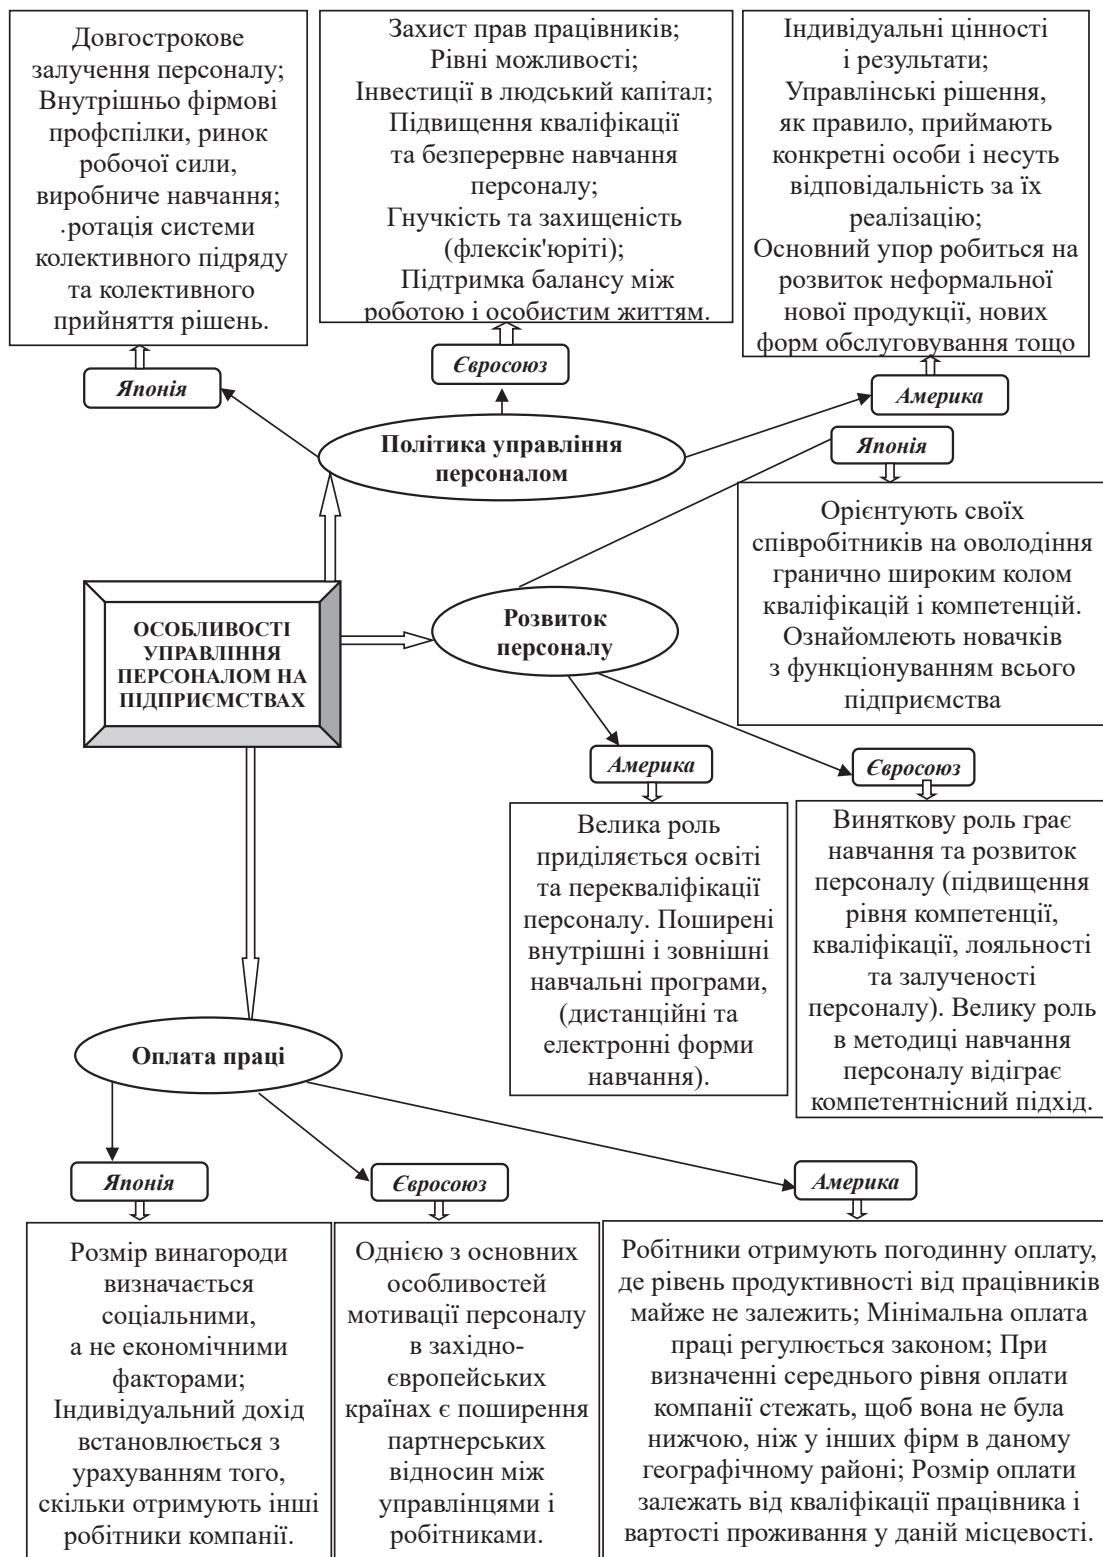 Довгострокове
залучення персоналу;
Внутрішньо фірмові
профспілки, ринок
робочої сили,
виробниче навчання;
.ротація системи
колективного підряду
та колективного
прийняття рішень.
Захист прав працівників;
Рівні можливості;
Інвестиції в людський капітал;
Підвищення кваліфікації
та безперервне навчання
персоналу;
Гнучкість та захищеність
(флексік'юріті);
Підтримка балансу між
роботою і особистим життям.
Індивідуальні цінності
і результати;
Управлінські рішення,
як правило, приймають
конкретні особи і несуть
відповідальність за їх
реалізацію;
Основний упор робиться на
розвиток неформальної
нової продукції, нових
форм обслуговування тощо
Японія
Євросоюз
Америка
Політика управління
персоналом
Японія
Орієнтують своїх
співробітників на оволодіння
гранично широким колом
кваліфікацій і компетенцій.
Ознайомлеють новачків
з функціонуванням всього
підприємства
ОСОБЛИВОСТІ
УПРАВЛІННЯ
ПЕРСОНАЛОМ НА
ПІДПРИЄМСТВАХ
Розвиток
персоналу
Америка
Євросоюз
Велика роль
приділяється освіті
та перекваліфікації
персоналу. Поширені
внутрішні і зовнішні
навчальні програми,
(дистанційні та
електронні форми
навчання).
Виняткову роль грає
навчання та розвиток
персоналу (підвищення
рівня компетенції,
кваліфікації, лояльності
та залученості
персоналу). Велику роль
в методиці навчання
персоналу відіграє
компетентнісний підхід.
Оплата праці
Японія
Євросоюз
Америка
Розмір винагороди
визначається
соціальними,
а не економічними
факторами;
Індивідуальний дохід
встановлюється з
урахуванням того,
скільки отримують інші
робітники компанії.
Однією з основних
особливостей
мотивації персоналу
в західно-
європейських
країнах є поширення
партнерських
відносин між
управлінцями і
робітниками.
Робітники отримують погодинну оплату,
де рівень продуктивності від працівників
майже не залежить; Мінімальна оплата
праці регулюється законом; При
визначенні середнього рівня оплати
компанії стежать, щоб вона не була
нижчою, ніж у інших фірм в даному
географічному районі; Розмір оплати
залежать від кваліфікації працівника і
вартості проживання у даній місцевості.